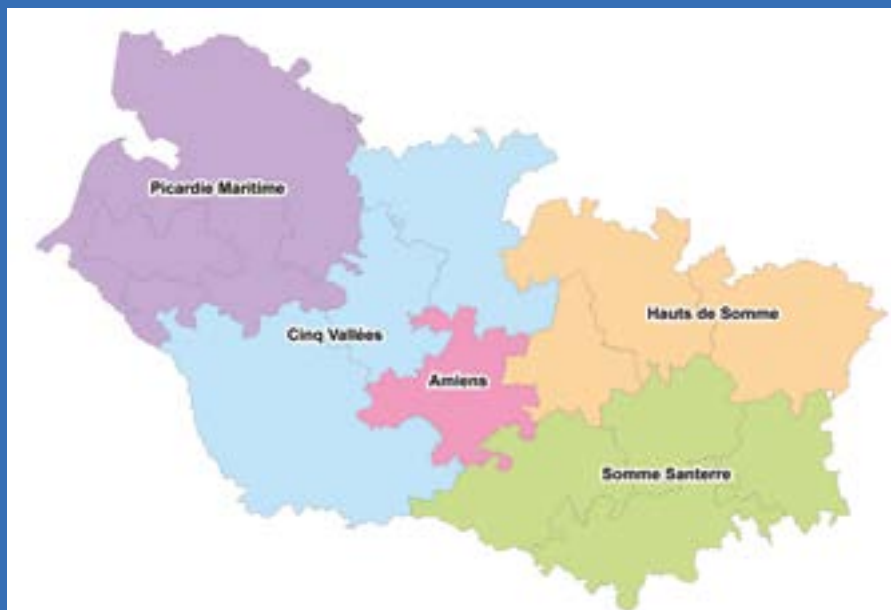 Picardie Maritime
Cinq Vallées
Hauts de Somme
Amiens
Somme Santerre